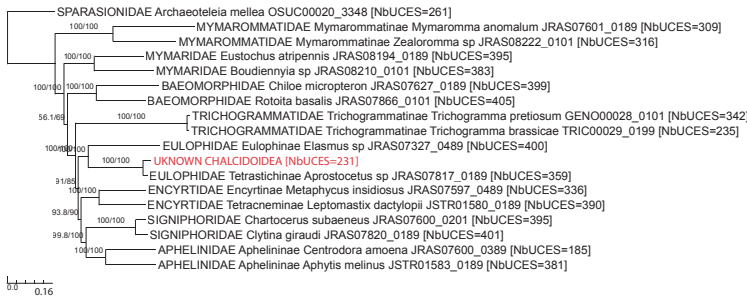 SPARASIONIDAE Archaeoteleia mellea OSUC00020_3348 [NbUCES=261]
100/100
MYMAROMMATIDAE Mymarommatinae Mymaromma anomalum JRAS07601_0189 [NbUCES=309]
MYMAROMMATIDAE Mymarommatinae Zealoromma sp JRAS08222_0101 [NbUCES=316]
100/100
MYMARIDAE Eustochus atripennis JRAS08194_0189 [NbUCES=395]
MYMARIDAE Boudiennyia sp JRAS08210_0101 [NbUCES=383]
100/100
100/100
BAEOMORPHIDAE Chiloe micropteron JRAS07627_0189 [NbUCES=399]
BAEOMORPHIDAE Rotoita basalis JRAS07866_0101 [NbUCES=405]
56.1/69
100/100
TRICHOGRAMMATIDAE Trichogrammatinae Trichogramma pretiosum GENO00028_0101 [NbUCES=342]
TRICHOGRAMMATIDAE Trichogrammatinae Trichogramma brassicae TRIC00029_0199 [NbUCES=235]
100/100
EULOPHIDAE Eulophinae Elasmus sp JRAS07327_0489 [NbUCES=400]
100/100
UKNOWN CHALCIDOIDEA [NbUCES=231]
EULOPHIDAE Tetrastichinae Aprostocetus sp JRAS07817_0189 [NbUCES=359]
91/85
100/100
ENCYRTIDAE Encyrtinae Metaphycus insidiosus JRAS07597_0489 [NbUCES=336]
ENCYRTIDAE Tetracneminae Leptomastix dactylopii JSTR01580_0189 [NbUCES=390]
93.8/90
100/100
SIGNIPHORIDAE Chartocerus subaeneus JRAS07600_0201 [NbUCES=395]
SIGNIPHORIDAE Clytina giraudi JRAS07820_0189 [NbUCES=401]
99.8/100
100/100
APHELINIDAE Aphelininae Centrodora amoena JRAS07600_0389 [NbUCES=185]
APHELINIDAE Aphelininae Aphytis melinus JSTR01583_0189 [NbUCES=381]
0.0
0.16